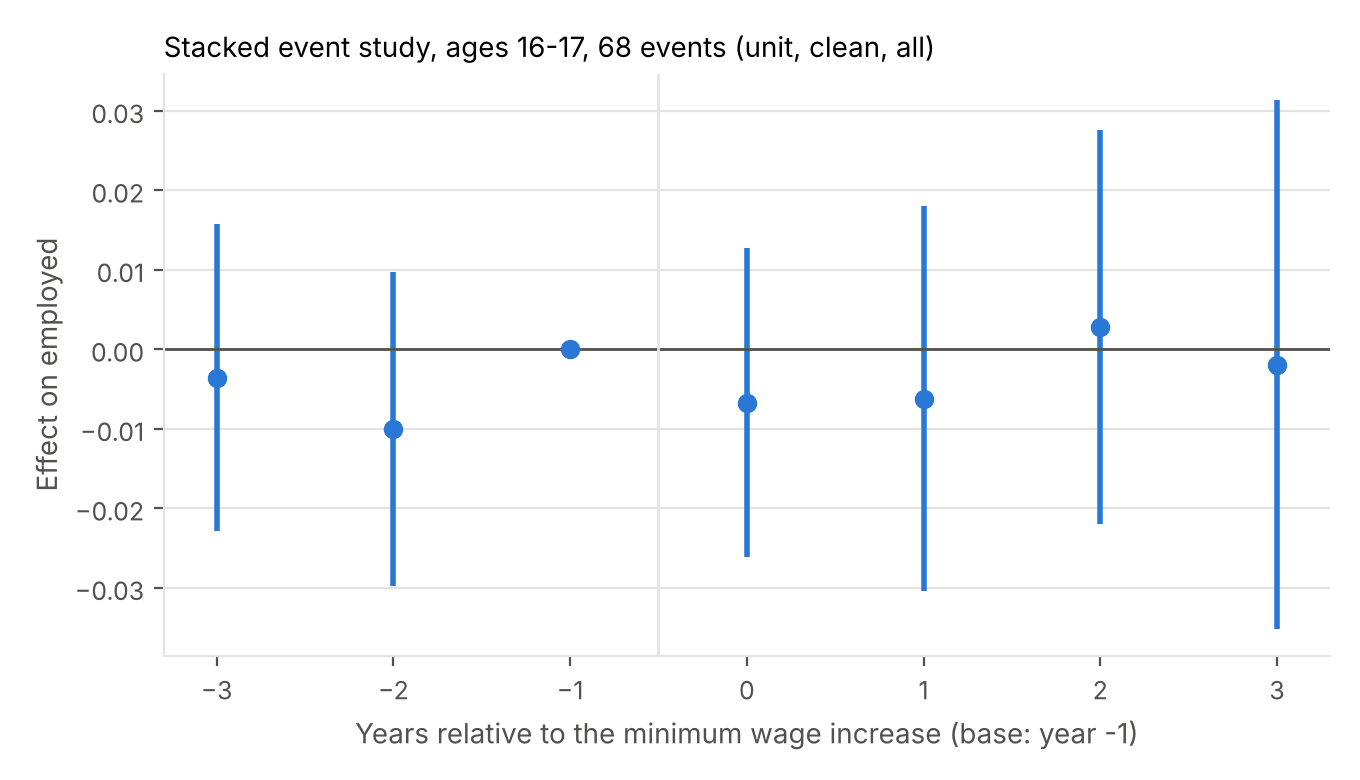 Stacked event study, ages 16-17, 68 events (unit, clean, all)
Effect on employed
0.03
0.02
0.01
0.00
−0.01
−0.02
−0.03
−3 −2 −1 0 1 2 3
Years relative to the minimum wage increase (base: year -1)